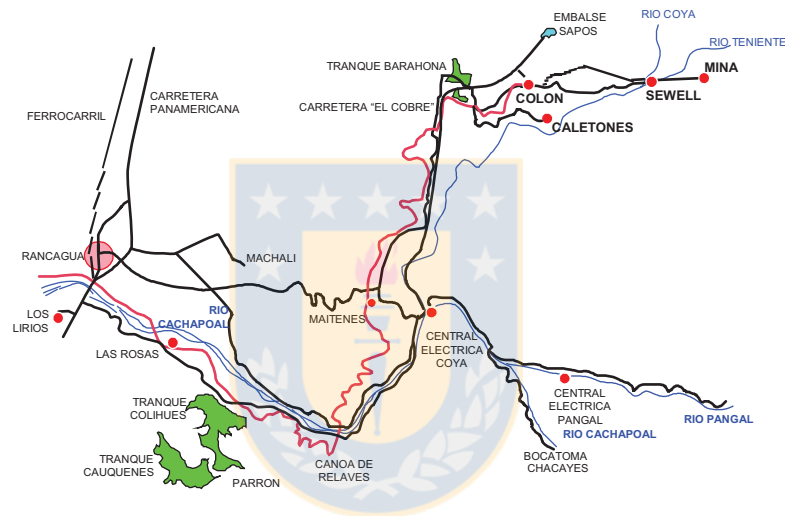 EMBALSE
SAPOS
RIO COYA
RIO TENIENTE
TRANQUE BARAHONA
MINA
CARRETERA
PANAMERICANA
COLON
SEWELL
CARRETERA “EL COBRE”
FERROCARRIL
CALETONES
RANCAGUA
MACHALI
LOS
LIRIOS
RIO
CACHAPOAL
MAITENES
LAS ROSAS
CENTRAL
ELECTRICA
COYA
CENTRAL
ELECTRICA
PANGAL
TRANQUE
COLIHUES
RIO PANGAL
RIO CACHAPOAL
TRANQUE
CAUQUENES
PARRON
CANOA DE
RELAVES
BOCATOMA
CHACAYES